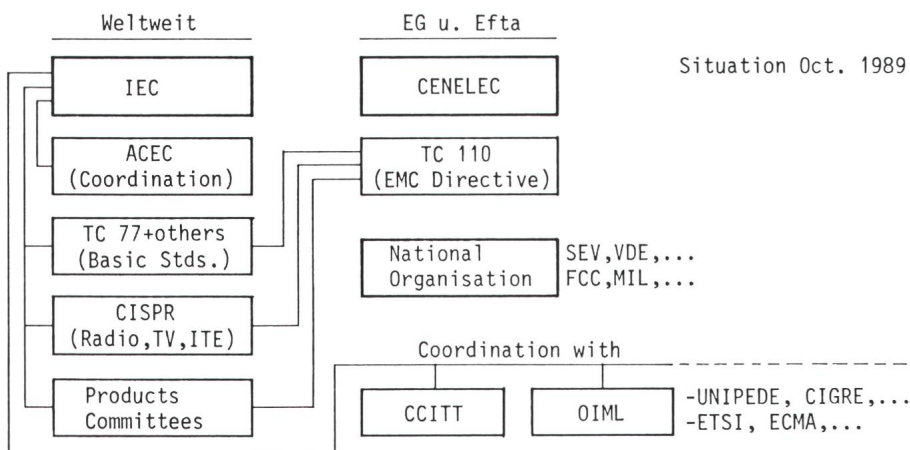 Weltweit
EG u. Efta
Situation Oct. 1989
IEC
CENELEC
ACEC
(Coordination)
TC 110
(EMC Directive)
TC 77+others
(Basic Stds.)
National
Organisation
SEV,VDE,...
FCC,MIL,...
CISPR
(Radio,TV,ITE)
Coordination with
Products
Committees
CCITT
OIML
-UNIPEDE, CIGRE,...
-ETSI, ECMA,...